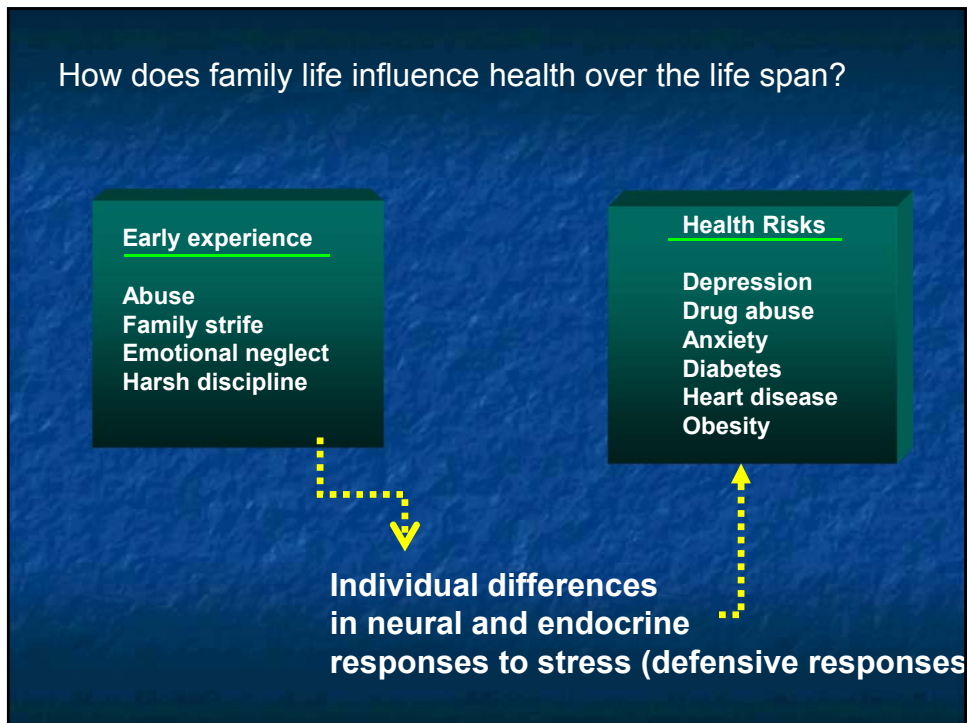 How does family life influence health over the life span?
Early experience
Abuse
Family strife
Emotional neglect
Harsh discipline
Health Risks
Depression
Drug abuse
Anxiety
Diabetes
Heart disease
Obesity
Individual differences
in neural and endocrine
responses to stress (defensive responses